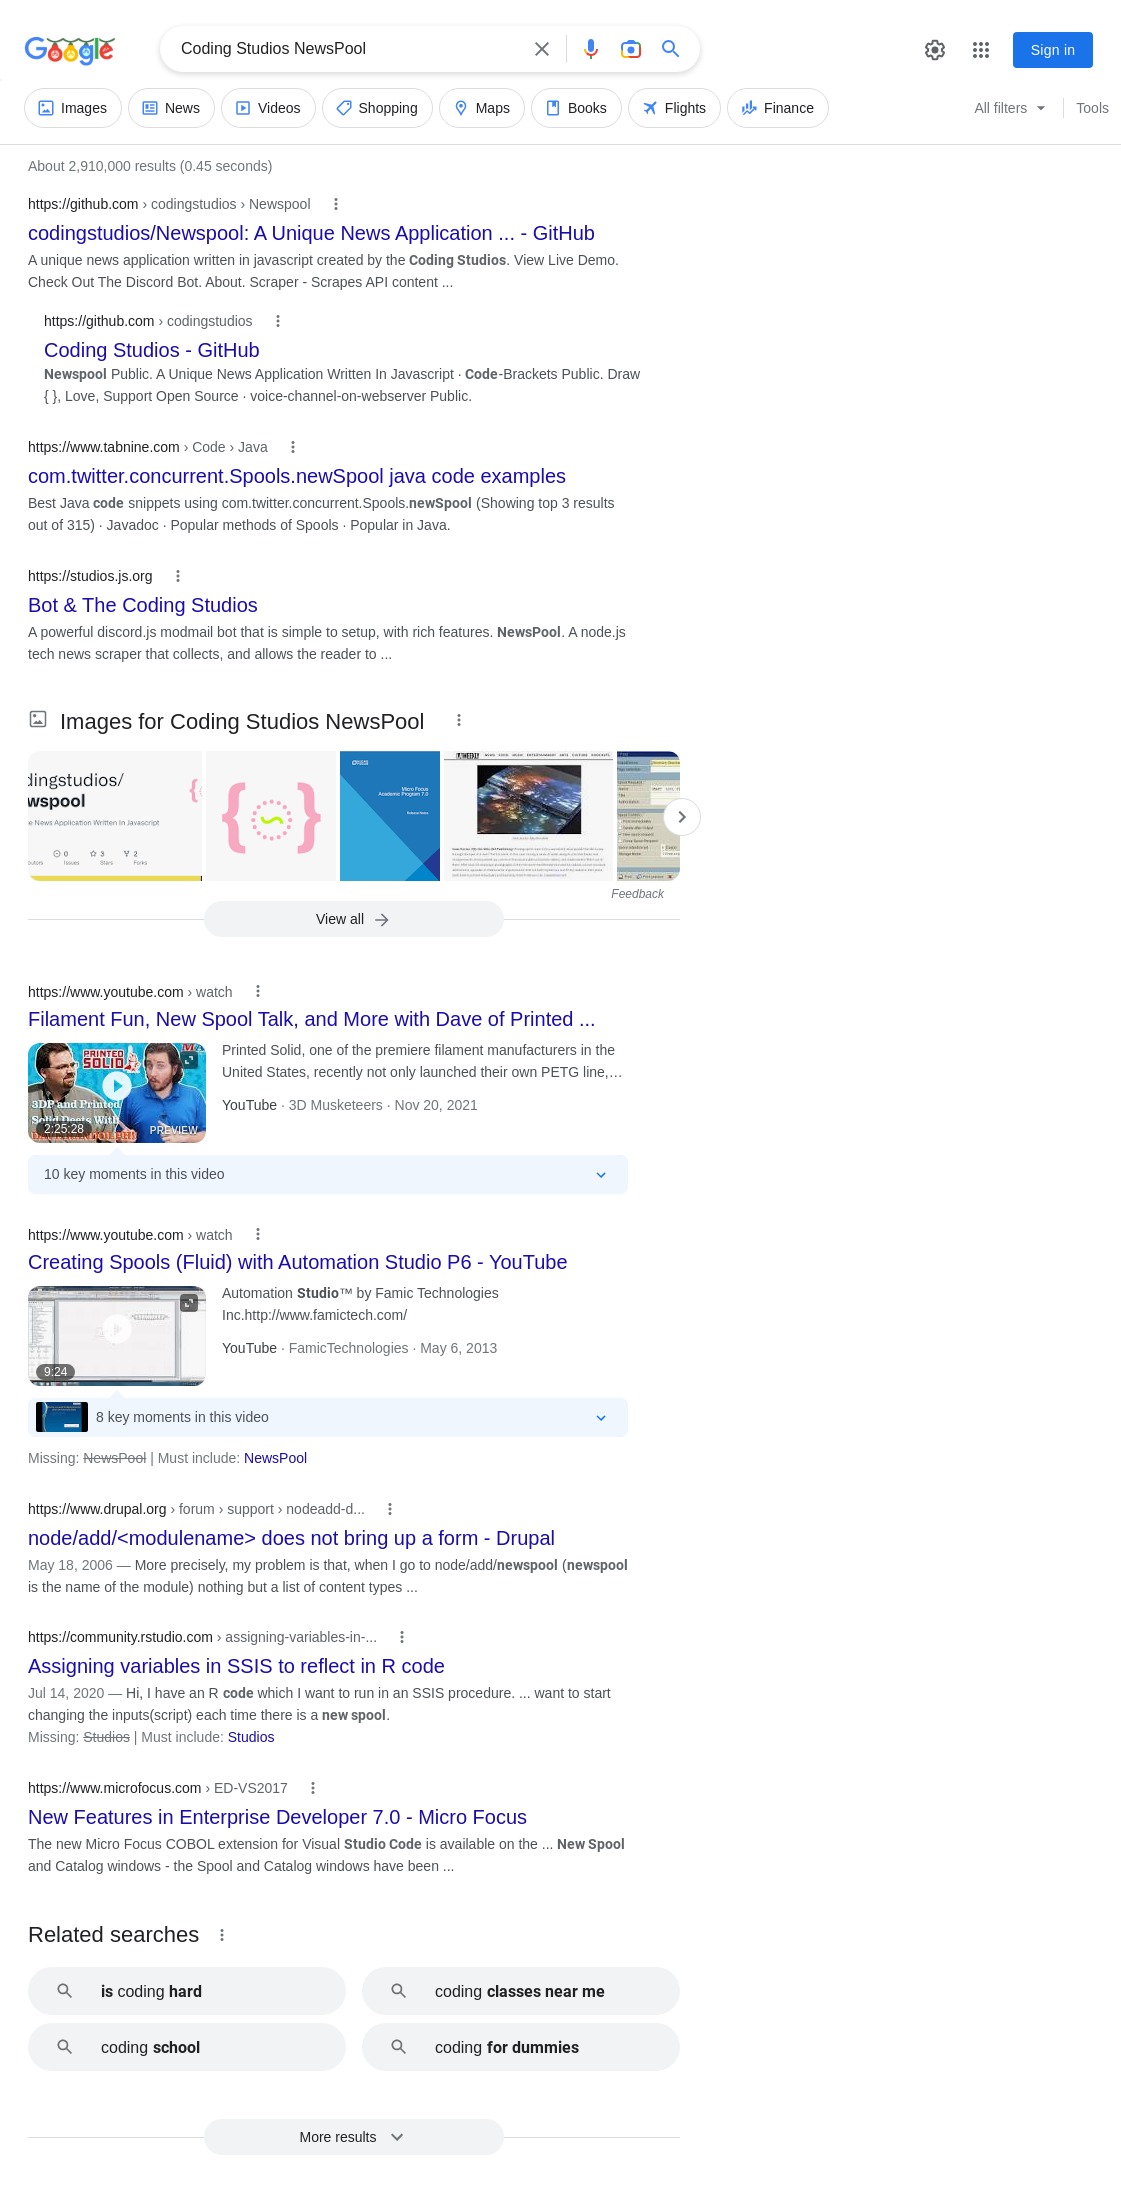 Google
Coding Studios NewsPool
Sign in
Images
News
Videos
Shopping
Maps
Books
Flights
Finance
All filters
Tools
About 2,910,000 results (0.45 seconds)
https://github.com › codingstudios › Newspool
codingstudios/Newspool: A Unique News Application ... - GitHub
A unique news application written in javascript created by the Coding Studios. View Live Demo.
Check Out The Discord Bot. About. Scraper - Scrapes API content ...
https://github.com › codingstudios
Coding Studios - GitHub
Newspool Public. A Unique News Application Written In Javascript · Code-Brackets Public. Draw
{ }, Love, Support Open Source · voice-channel-on-webserver Public.
https://www.tabnine.com › Code › Java
com.twitter.concurrent.Spools.newSpool java code examples
Best Java code snippets using com.twitter.concurrent.Spools.newSpool (Showing top 3 results
out of 315) · Javadoc · Popular methods of Spools · Popular in Java.
https://studios.js.org
Bot & The Coding Studios
A powerful discord.js modmail bot that is simple to setup, with rich features. NewsPool. A node.js
tech news scraper that collects, and allows the reader to ...
Images for Coding Studios NewsPool
dingstudios/
wspool
e News Application Written In Javascript
0
3
2
utors
Issues
Stars
Forks
Micro Focus
Academic Program 7.0
Release Notes
WEEKLY
Feedback
View all
https://www.youtube.com › watch
Filament Fun, New Spool Talk, and More with Dave of Printed ...
PRINTED
SOLID
3DP and Printed
Solid Deets With
2:25:28
PREVIEW
Printed Solid, one of the premiere filament manufacturers in the
United States, recently not only launched their own PETG line,...
YouTube · 3D Musketeers · Nov 20, 2021
10 key moments in this video
https://www.youtube.com › watch
Creating Spools (Fluid) with Automation Studio P6 - YouTube
9:24
Automation Studio™ by Famic Technologies
Inc.http://www.famictech.com/
YouTube · FamicTechnologies · May 6, 2013
8 key moments in this video
Missing: NewsPool | Must include: NewsPool
https://www.drupal.org › forum › support › nodeadd-d...
node/add/<modulename> does not bring up a form - Drupal
May 18, 2006 — More precisely, my problem is that, when I go to node/add/newspool (newspool
is the name of the module) nothing but a list of content types ...
https://community.rstudio.com › assigning-variables-in-...
Assigning variables in SSIS to reflect in R code
Jul 14, 2020 — Hi, I have an R code which I want to run in an SSIS procedure. ... want to start
changing the inputs(script) each time there is a new spool.
Missing: Studios | Must include: Studios
https://www.microfocus.com › ED-VS2017
New Features in Enterprise Developer 7.0 - Micro Focus
The new Micro Focus COBOL extension for Visual Studio Code is available on the ... New Spool
and Catalog windows - the Spool and Catalog windows have been ...
Related searches
is coding hard
coding classes near me
coding school
coding for dummies
More results